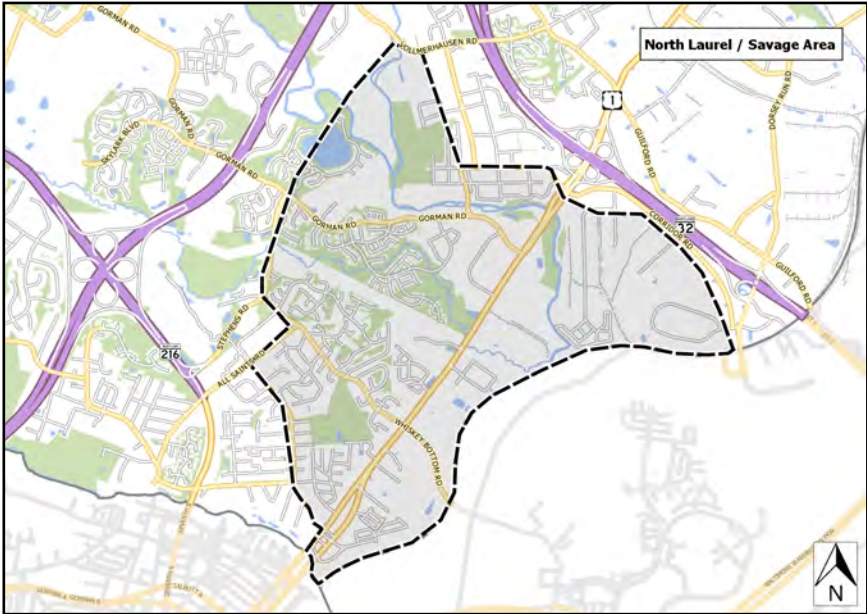 GORMAN RD
VOLLMERHAUSEN RD
North Laurel / Savage Area
1
DORSEY RUN RD
GORMAN RD
SKYLARK BLVD
GUILFORD RD
GORMAN RD
GORMAN RD
GORMAN RD
CORRIDOR RD
32
GUILFORD RD
STEPHENS RD
216
ALL SAINTS RD
WHISKEY BOTTOM RD
N